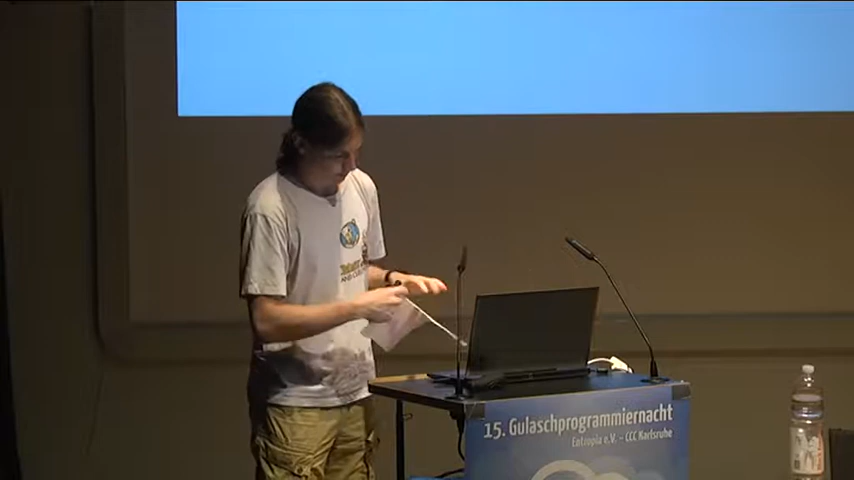 15. Gulaschprogrammiernacht
Entropia e.V. – CCC Karlsruhe